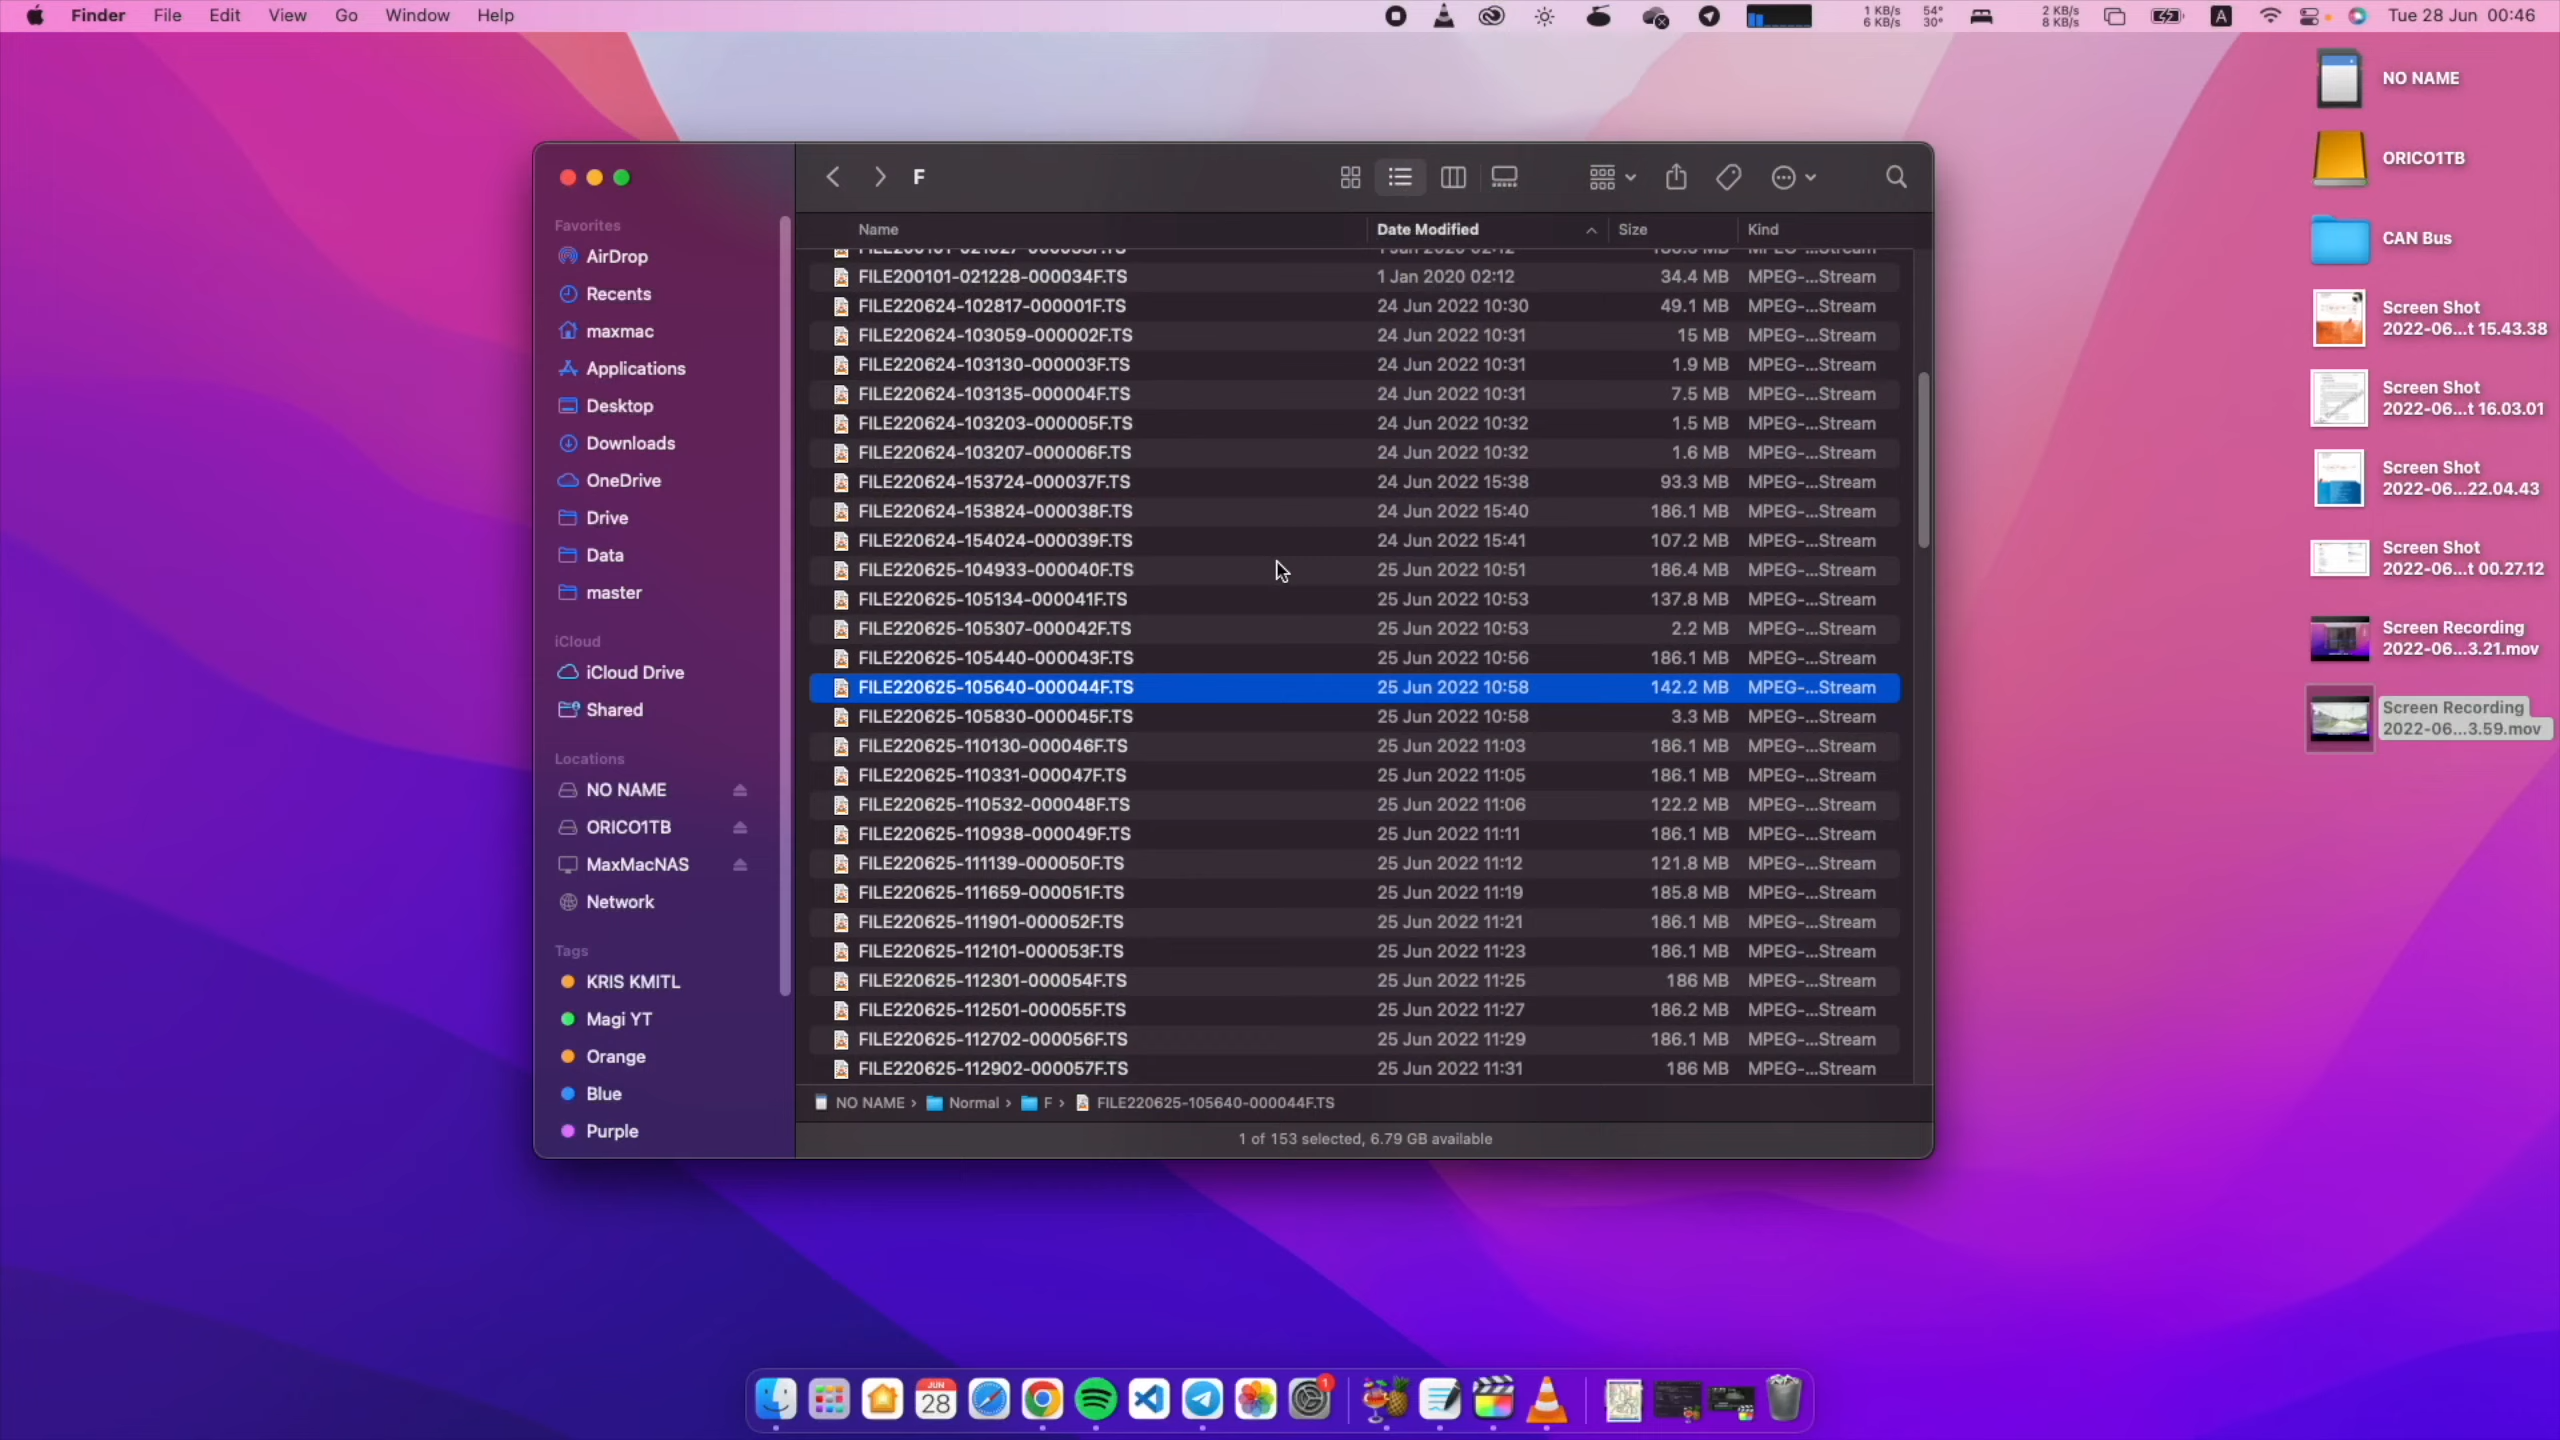 Finder File Edit View Go Window Help
1 KB/s 54° 2 KB/s Tue 28 Jun 00:46
6 KB/s 30° 8 KB/s
A
F
Favorites
AirDrop
Recents
maxmac
Applications
Desktop
Downloads
OneDrive
Drive
Data
master
iCloud
iCloud Drive
Shared
Locations
NO NAME
ORICO1TB
MaxMacNAS
Network
Tags
KRIS KMITL
Magi YT
Orange
Blue
Purple
Name Date Modified Size Kind
FILE200101-021228-000034F.TS 1 Jan 2020 02:12 34.4 MB MPEG-...Stream
FILE220624-102817-000001F.TS 24 Jun 2022 10:30 49.1 MB MPEG-...Stream
FILE220624-103059-000002F.TS 24 Jun 2022 10:31 15 MB MPEG-...Stream
FILE220624-103130-000003F.TS 24 Jun 2022 10:31 1.9 MB MPEG-...Stream
FILE220624-103135-000004F.TS 24 Jun 2022 10:31 7.5 MB MPEG-...Stream
FILE220624-103203-000005F.TS 24 Jun 2022 10:32 1.5 MB MPEG-...Stream
FILE220624-103207-000006F.TS 24 Jun 2022 10:32 1.6 MB MPEG-...Stream
FILE220624-153724-000037F.TS 24 Jun 2022 15:38 93.3 MB MPEG-...Stream
FILE220624-153824-000038F.TS 24 Jun 2022 15:40 186.1 MB MPEG-...Stream
FILE220624-154024-000039F.TS 24 Jun 2022 15:41 107.2 MB MPEG-...Stream
FILE220625-104933-000040F.TS 25 Jun 2022 10:51 186.4 MB MPEG-...Stream
FILE220625-105134-000041F.TS 25 Jun 2022 10:53 137.8 MB MPEG-...Stream
FILE220625-105307-000042F.TS 25 Jun 2022 10:53 2.2 MB MPEG-...Stream
FILE220625-105440-000043F.TS 25 Jun 2022 10:56 186.1 MB MPEG-...Stream
FILE220625-105640-000044F.TS 25 Jun 2022 10:58 142.2 MB MPEG-...Stream
FILE220625-105830-000045F.TS 25 Jun 2022 10:58 3.3 MB MPEG-...Stream
FILE220625-110130-000046F.TS 25 Jun 2022 11:03 186.1 MB MPEG-...Stream
FILE220625-110331-000047F.TS 25 Jun 2022 11:05 186.1 MB MPEG-...Stream
FILE220625-110532-000048F.TS 25 Jun 2022 11:06 122.2 MB MPEG-...Stream
FILE220625-110938-000049F.TS 25 Jun 2022 11:11 186.1 MB MPEG-...Stream
FILE220625-111139-000050F.TS 25 Jun 2022 11:12 121.8 MB MPEG-...Stream
FILE220625-111659-000051F.TS 25 Jun 2022 11:19 185.8 MB MPEG-...Stream
FILE220625-111901-000052F.TS 25 Jun 2022 11:21 186.1 MB MPEG-...Stream
FILE220625-112101-000053F.TS 25 Jun 2022 11:23 186.1 MB MPEG-...Stream
FILE220625-112301-000054F.TS 25 Jun 2022 11:25 186 MB MPEG-...Stream
FILE220625-112501-000055F.TS 25 Jun 2022 11:27 186.2 MB MPEG-...Stream
FILE220625-112702-000056F.TS 25 Jun 2022 11:29 186.1 MB MPEG-...Stream
FILE220625-112902-000057F.TS 25 Jun 2022 11:31 186 MB MPEG-...Stream
NO NAME › Normal › F › FILE220625-105640-000044F.TS
1 of 153 selected, 6.79 GB available
NO NAME
ORICO1TB
CAN Bus
Screen Shot
2022-06...t 15.43.38
Screen Shot
2022-06...t 16.03.01
Screen Shot
2022-06...22.04.43
Screen Shot
2022-06...t 00.27.12
Screen Recording
2022-06...3.21.mov
Screen Recording
2022-06...3.59.mov
JUN
28
1